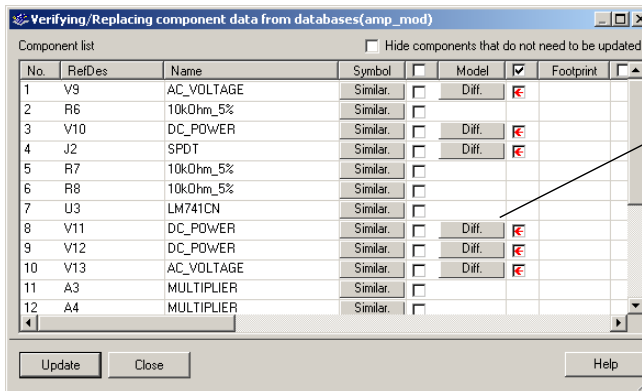 Verifying/Replacing component data from databases(amp_mod)
Component list Hide components that do not need to be updated
No. RefDes Name Symbol Model Footprint
1 V9 AC_VOLTAGE Similar. Diff.
2 R6 10kOhm_5% Similar.
3 V10 DC_POWER Similar. Diff.
4 J2 SPDT Similar. Diff.
5 R7 10kOhm_5% Similar.
6 R8 10kOhm_5% Similar.
7 U3 LM741CN Similar.
8 V11 DC_POWER Similar. Diff.
9 V12 DC_POWER Similar. Diff.
10 V13 AC_VOLTAGE Similar. Diff.
11 A3 MULTIPLIER Similar.
12 A4 MULTIPLIER Similar.
Update Close Help